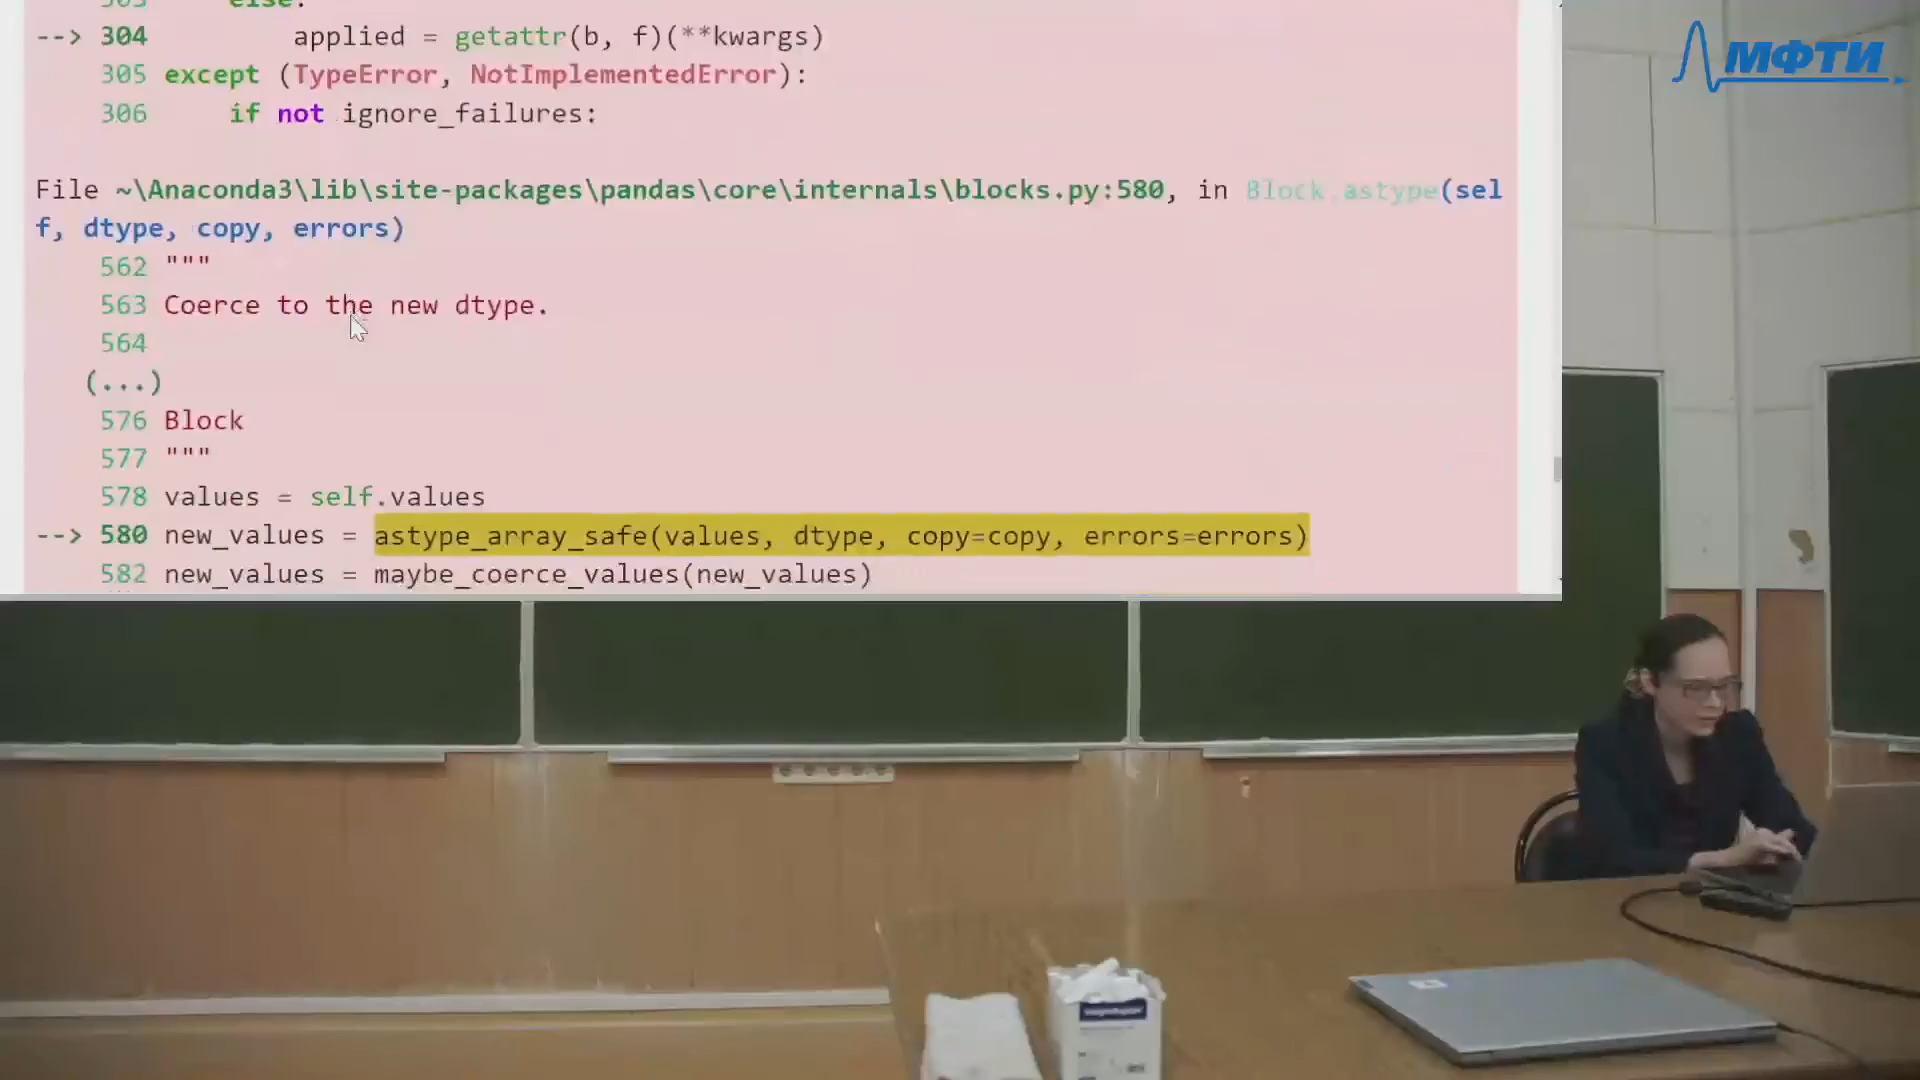 else:
--> 304 applied = getattr(b, f)(**kwargs)
305 except (TypeError, NotImplementedError):
306 if not ignore_failures:
File ~\Anaconda3\lib\site-packages\pandas\core\internals\blocks.py:580, in Block.astype(sel
f, dtype, copy, errors)
562 """
563 Coerce to the new dtype.
564
(...)
576 Block
577 """
578 values = self.values
--> 580 new_values = astype_array_safe(values, dtype, copy=copy, errors=errors)
582 new_values = maybe_coerce_values(new_values)
МФТИ